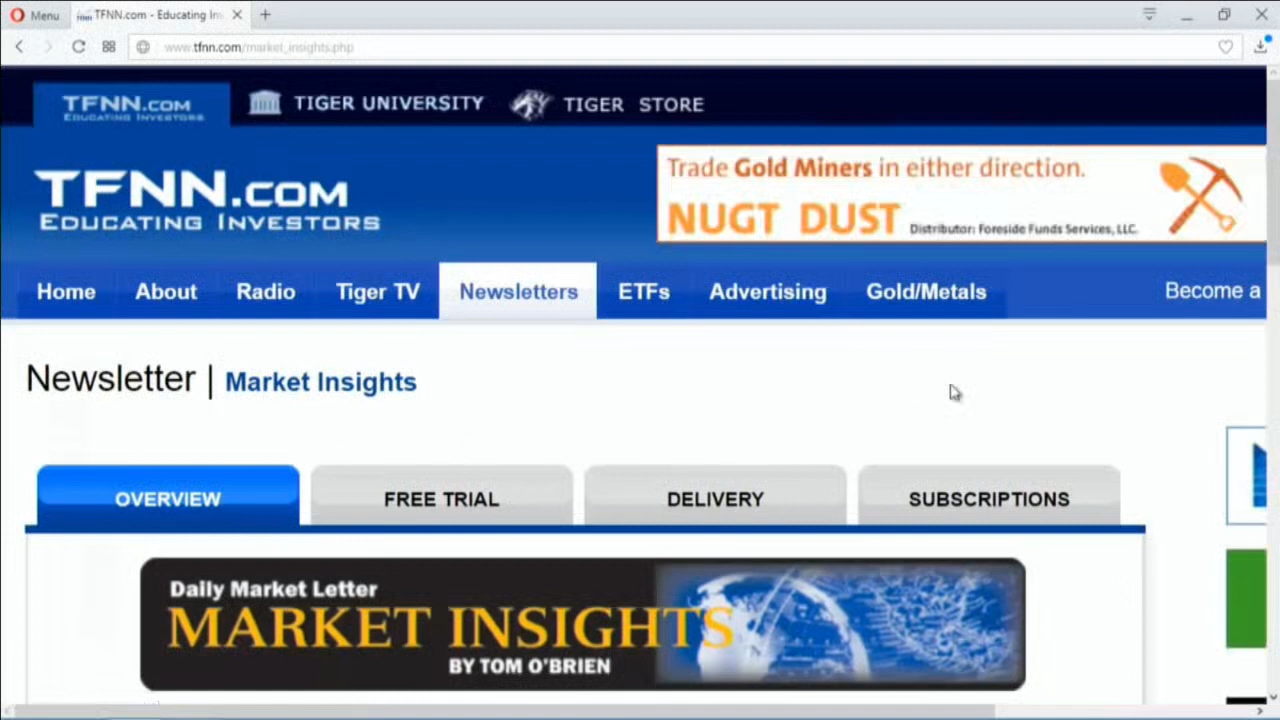 Menu
TFNN.com - Educating In
www.tfnn.com/market_insights.php
TFNN.COM
EDUCATING INVESTORS
TIGER UNIVERSITY
TIGER STORE
TFNN.COM
EDUCATING INVESTORS
Trade Gold Miners in either direction.
NUGT DUST Distributor: Foreside Funds Services, LLC.
Home
About
Radio
Tiger TV
Newsletters
ETFs
Advertising
Gold/Metals
Become a
Newsletter | Market Insights
OVERVIEW
FREE TRIAL
DELIVERY
SUBSCRIPTIONS
Daily Market Letter
MARKET INSIGHTS
BY TOM O'BRIEN